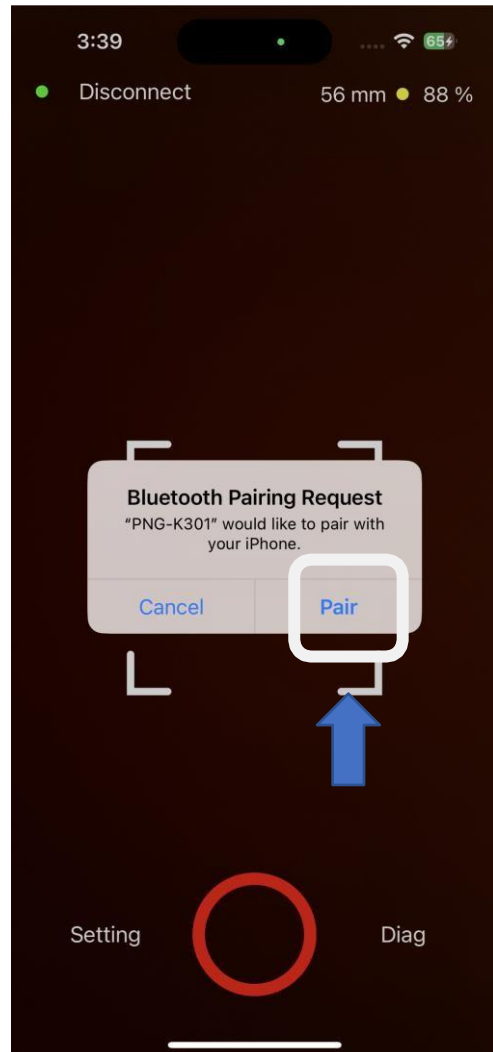 3:39
65
Disconnect
56 mm
88 %
Bluetooth Pairing Request
“PNG-K301” would like to pair with
your iPhone.
Cancel
Pair
Setting
Diag